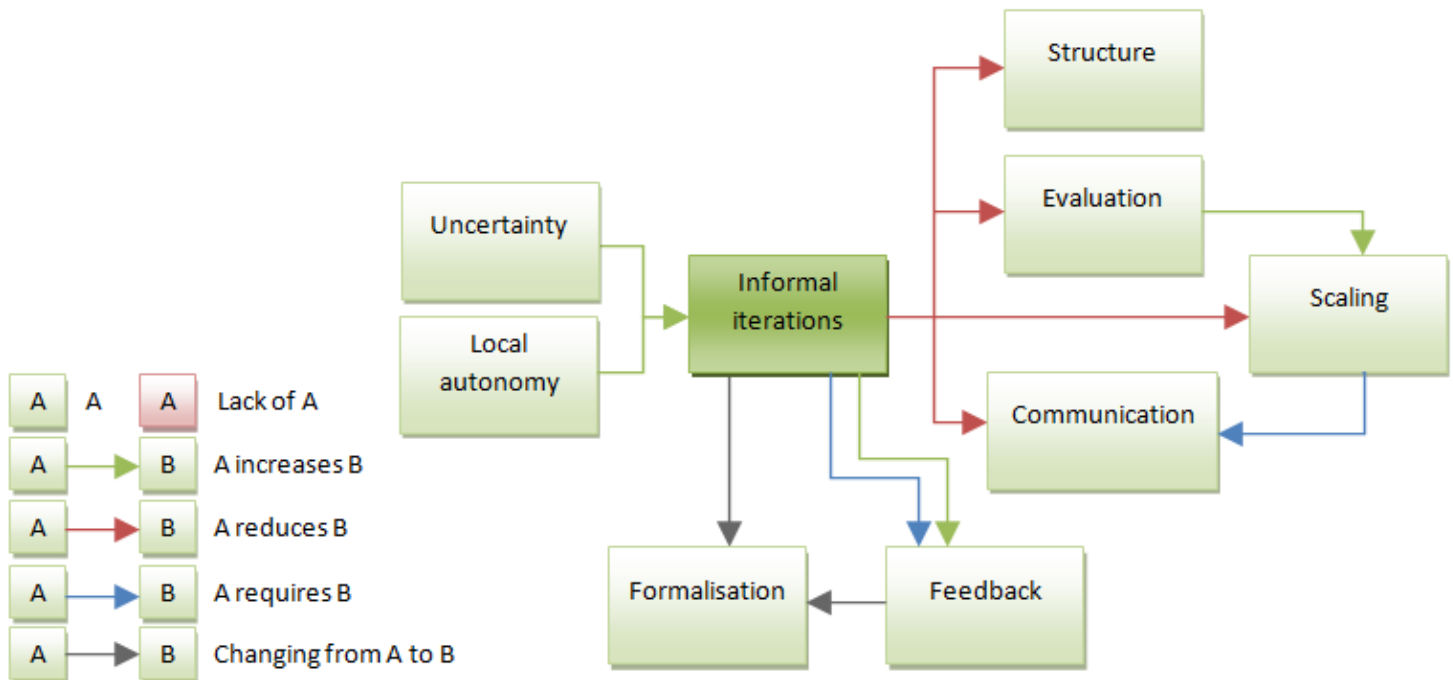 Structure
Evaluation
Uncertainty
Informal
iterations
Scaling
Local
autonomy
Communication
A A A Lack of A
A B A increases B
A B A reduces B
A B A requires B
A B Changing from A to B
Formalisation
Feedback